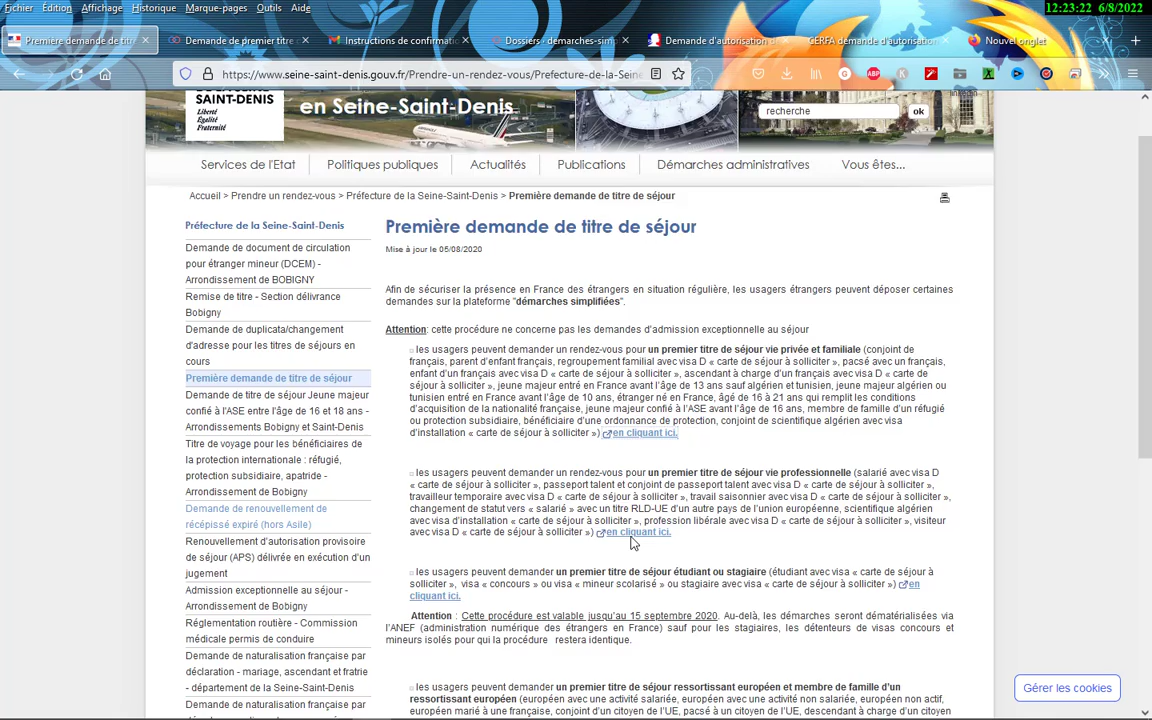 Fichier Édition Affichage Historique Marque-pages Outils Aide
12:23:22 6/8/2022
Première demande de titre
Demande de premier titre
Instructions de confirmati
Dossiers · démarches-simp
Demande d'autorisation d
CERFA demande d'autorisation
Nouvel onglet
https://www.seine-saint-denis.gouv.fr/Prendre-un-rendez-vous/Prefecture-de-la-Seine
SEINE-
SAINT-DENIS
Liberté
Égalité
Fraternité
en Seine-Saint-Denis
recherche
ok
Services de l'Etat
Politiques publiques
Actualités
Publications
Démarches administratives
Vous êtes...
Accueil > Prendre un rendez-vous > Préfecture de la Seine-Saint-Denis > Première demande de titre de séjour
Préfecture de la Seine-Saint-Denis
Demande de document de circulation
pour étranger mineur (DCEM) -
Arrondissement de BOBIGNY
Remise de titre - Section délivrance
Bobigny
Demande de duplicata/changement
d'adresse pour les titres de séjours en
cours
Première demande de titre de séjour
Demande de titre de séjour Jeune majeur
confié à l'ASE entre l'âge de 16 et 18 ans -
Arrondissements Bobigny et Saint-Denis
Titre de voyage pour les bénéficiaires de
la protection internationale : réfugié,
protection subsidiaire, apatride -
Arrondissement de Bobigny
Demande de renouvellement de
récépissé expiré (hors Asile)
Renouvellement d'autorisation provisoire
de séjour (APS) délivrée en exécution d'un
jugement
Admission exceptionnelle au séjour -
Arrondissement de Bobigny
Réglementation routière - Commission
médicale permis de conduire
Demande de naturalisation française par
déclaration - mariage, ascendant et fratrie
- département de la Seine-Saint-Denis
Demande de naturalisation française par
Première demande de titre de séjour
Mise à jour le 05/08/2020
Afin de sécuriser la présence en France des étrangers en situation régulière, les usagers étrangers peuvent déposer certaines
demandes sur la plateforme "démarches simplifiées".
Attention: cette procédure ne concerne pas les demandes d'admission exceptionnelle au séjour
les usagers peuvent demander un rendez-vous pour un premier titre de séjour vie privée et familiale (conjoint de
français, parent d'enfant français, regroupement familial avec visa D « carte de séjour à solliciter », pacsé avec un français,
enfant d'un français avec visa D « carte de séjour à solliciter », ascendant à charge d'un français avec visa D « carte de
séjour à solliciter », jeune majeur entré en France avant l'âge de 13 ans sauf algérien et tunisien, jeune majeur algérien ou
tunisien entré en France avant l'âge de 10 ans, étranger né en France, âgé de 16 à 21 ans qui remplit les conditions
d'acquisition de la nationalité française, jeune majeur confié à l'ASE avant l'âge de 16 ans, membre de famille d'un réfugié
ou protection subsidiaire, bénéficiaire d'une ordonnance de protection, conjoint de scientifique algérien avec visa
d'installation « carte de séjour à solliciter ») en cliquant ici.
les usagers peuvent demander un rendez-vous pour un premier titre de séjour vie professionnelle (salarié avec visa D
« carte de séjour à solliciter », passeport talent et conjoint de passeport talent avec visa D « carte de séjour à solliciter »,
travailleur temporaire avec visa D « carte de séjour à solliciter », travail saisonnier avec visa D « carte de séjour à solliciter »,
changement de statut vers « salarié » avec un titre RLD-UE d'un autre pays de l'union européenne, scientifique algérien
avec visa d'installation « carte de séjour à solliciter », profession libérale avec visa D « carte de séjour à solliciter », visiteur
avec visa D « carte de séjour à solliciter ») en cliquant ici.
les usagers peuvent demander un premier titre de séjour étudiant ou stagiaire (étudiant avec visa « carte de séjour à
solliciter », visa « concours » ou visa « mineur scolarisé » ou stagiaire avec visa « carte de séjour à solliciter ») en
cliquant ici.
Attention : Cette procédure est valable jusqu'au 15 septembre 2020. Au-delà, les démarches seront dématérialisées via
l'ANEF (administration numérique des étrangers en France) sauf pour les stagiaires, les détenteurs de visas concours et
mineurs isolés pour qui la procédure restera identique.
les usagers peuvent demander un premier titre de séjour ressortissant européen et membre de famille d'un
ressortissant européen (européen avec une activité salariée, européen avec une activité non salariée, européen non actif,
européen marié à une française, conjoint d'un citoyen de l'UE, pacsé à un citoyen de l'UE, descendant à charge d'un citoyen
Gérer les cookies